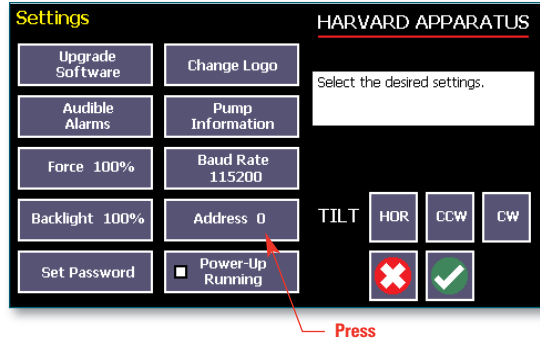 Settings
HARVARD APPARATUS
Upgrade
Software
Change Logo
Select the desired settings.
Audible
Alarms
Pump
Information
Force 100%
Baud Rate
115200
Backlight 100%
Address 0
TILT
HOR
CCW
CW
Set Password
Power-Up
Running
Press